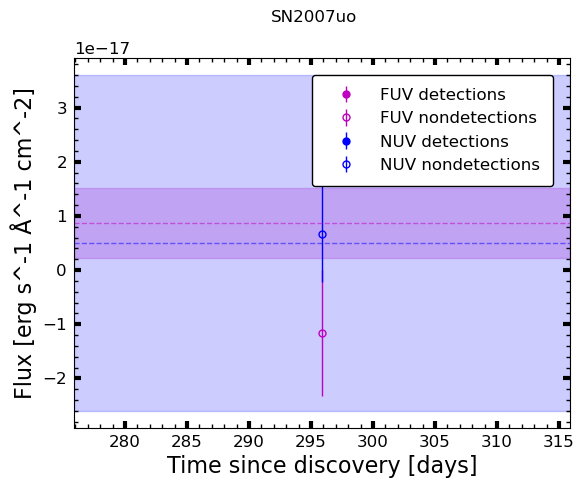 SN2007uo
1e−17
3
2
1
0
−1
−2
Flux [erg s^-1 Å^-1 cm^-2]
FUV detections
FUV nondetections
NUV detections
NUV nondetections
280 285 290 295 300 305 310 315
Time since discovery [days]